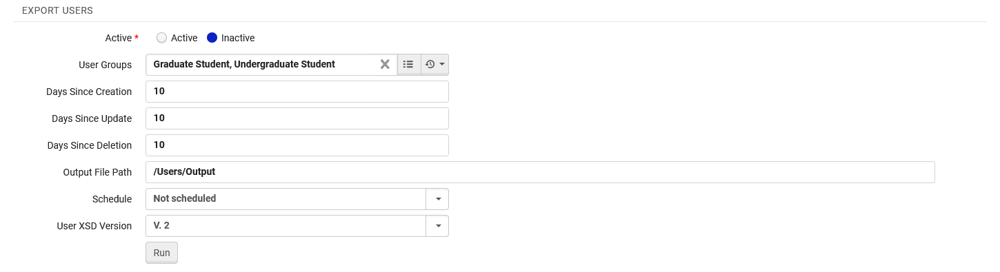 EXPORT USERS
Active * Active Inactive
User Groups Graduate Student, Undergraduate Student
Days Since Creation 10
Days Since Update 10
Days Since Deletion 10
Output File Path /Users/Output
Schedule Not scheduled
User XSD Version V. 2
Run